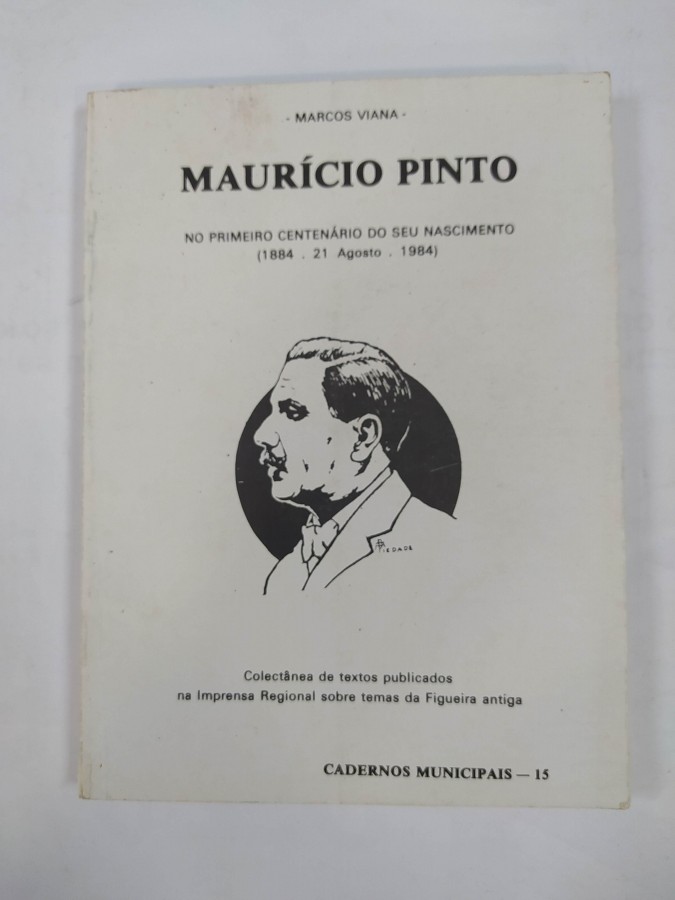 - MARCOS VIANA -
MAURÍCIO PINTO
NO PRIMEIRO CENTENÁRIO DO SEU NASCIMENTO
(1884 . 21 Agosto . 1984)
PIEDADE
Colectânea de textos publicados
na Imprensa Regional sobre temas da Figueira antiga
CADERNOS MUNICIPAIS — 15